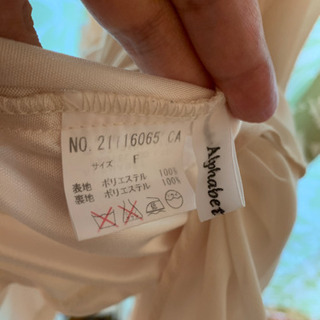 NO. 21116065 CA
サイズ F
表地 ポリエステル 100%
裏地 ポリエステル 100%
Alphabet